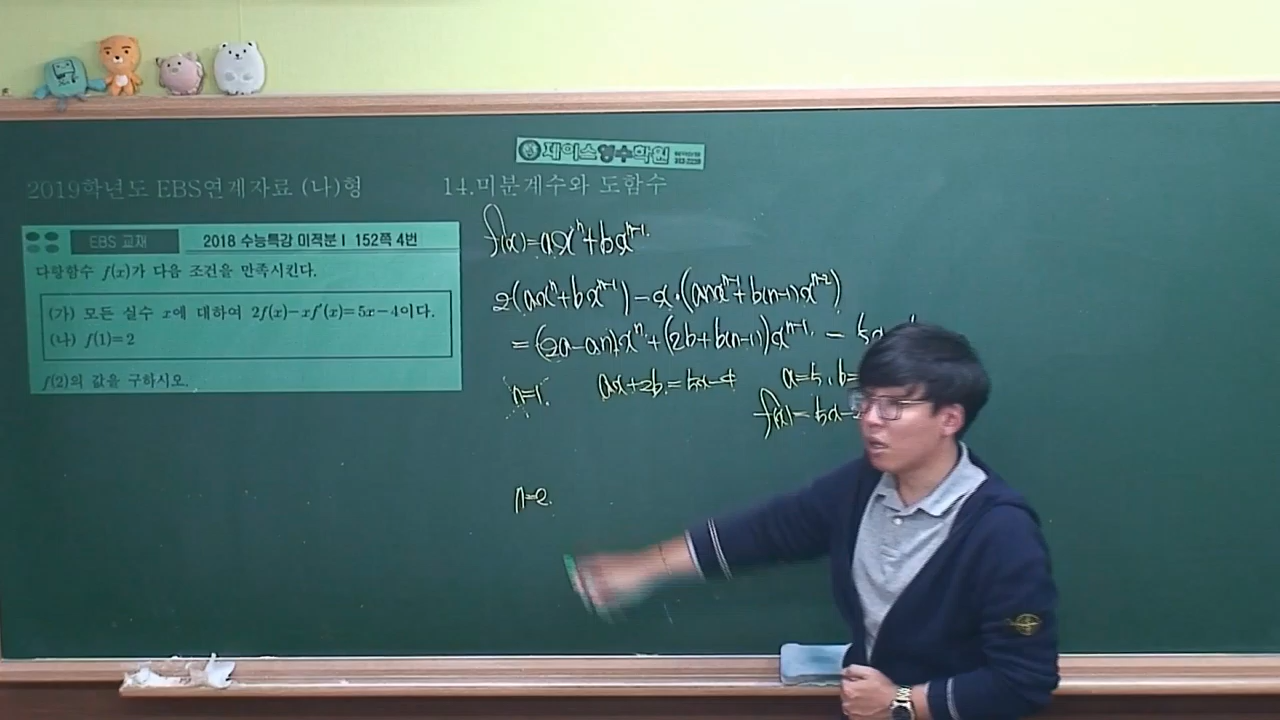 제이스영수학원
2019학년도 EBS연계자료 (나)형
14.미분계수와 도함수
EBS 교재
2018 수능특강 미적분Ⅰ 152쪽 4번
다항함수 f(x)가 다음 조건을 만족시킨다.
(가) 모든 실수 x에 대하여 2f(x)-xf'(x)=5x-4이다.
(나) f(1)=2
f(2)의 값을 구하시오.
f(x)=ax^n+bx^{n-1}
2(ax^n+bx^{n-1})-x·(anx^{n-1}+b(n-1)x^{n-2})
=(2a-an)x^n+(2b+b(n-1))x^{n-1} = 5x-
n=1. ax+2b=5x-4 a=5, b=
f(x)=5x-2
n=2.